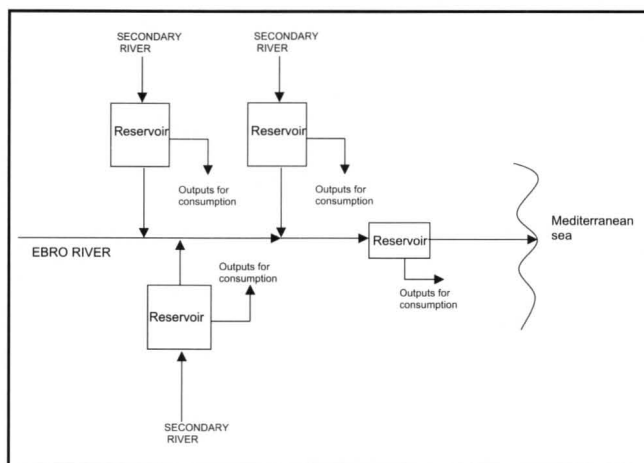 SECONDARY
RIVER
SECONDARY
RIVER
Reservoir
Reservoir
Outputs for
consumption
Outputs for
consumption
EBRO RIVER
Reservoir
Mediterranean
sea
Outputs for
consumption
Outputs for
consumption
Reservoir
SECONDARY
RIVER